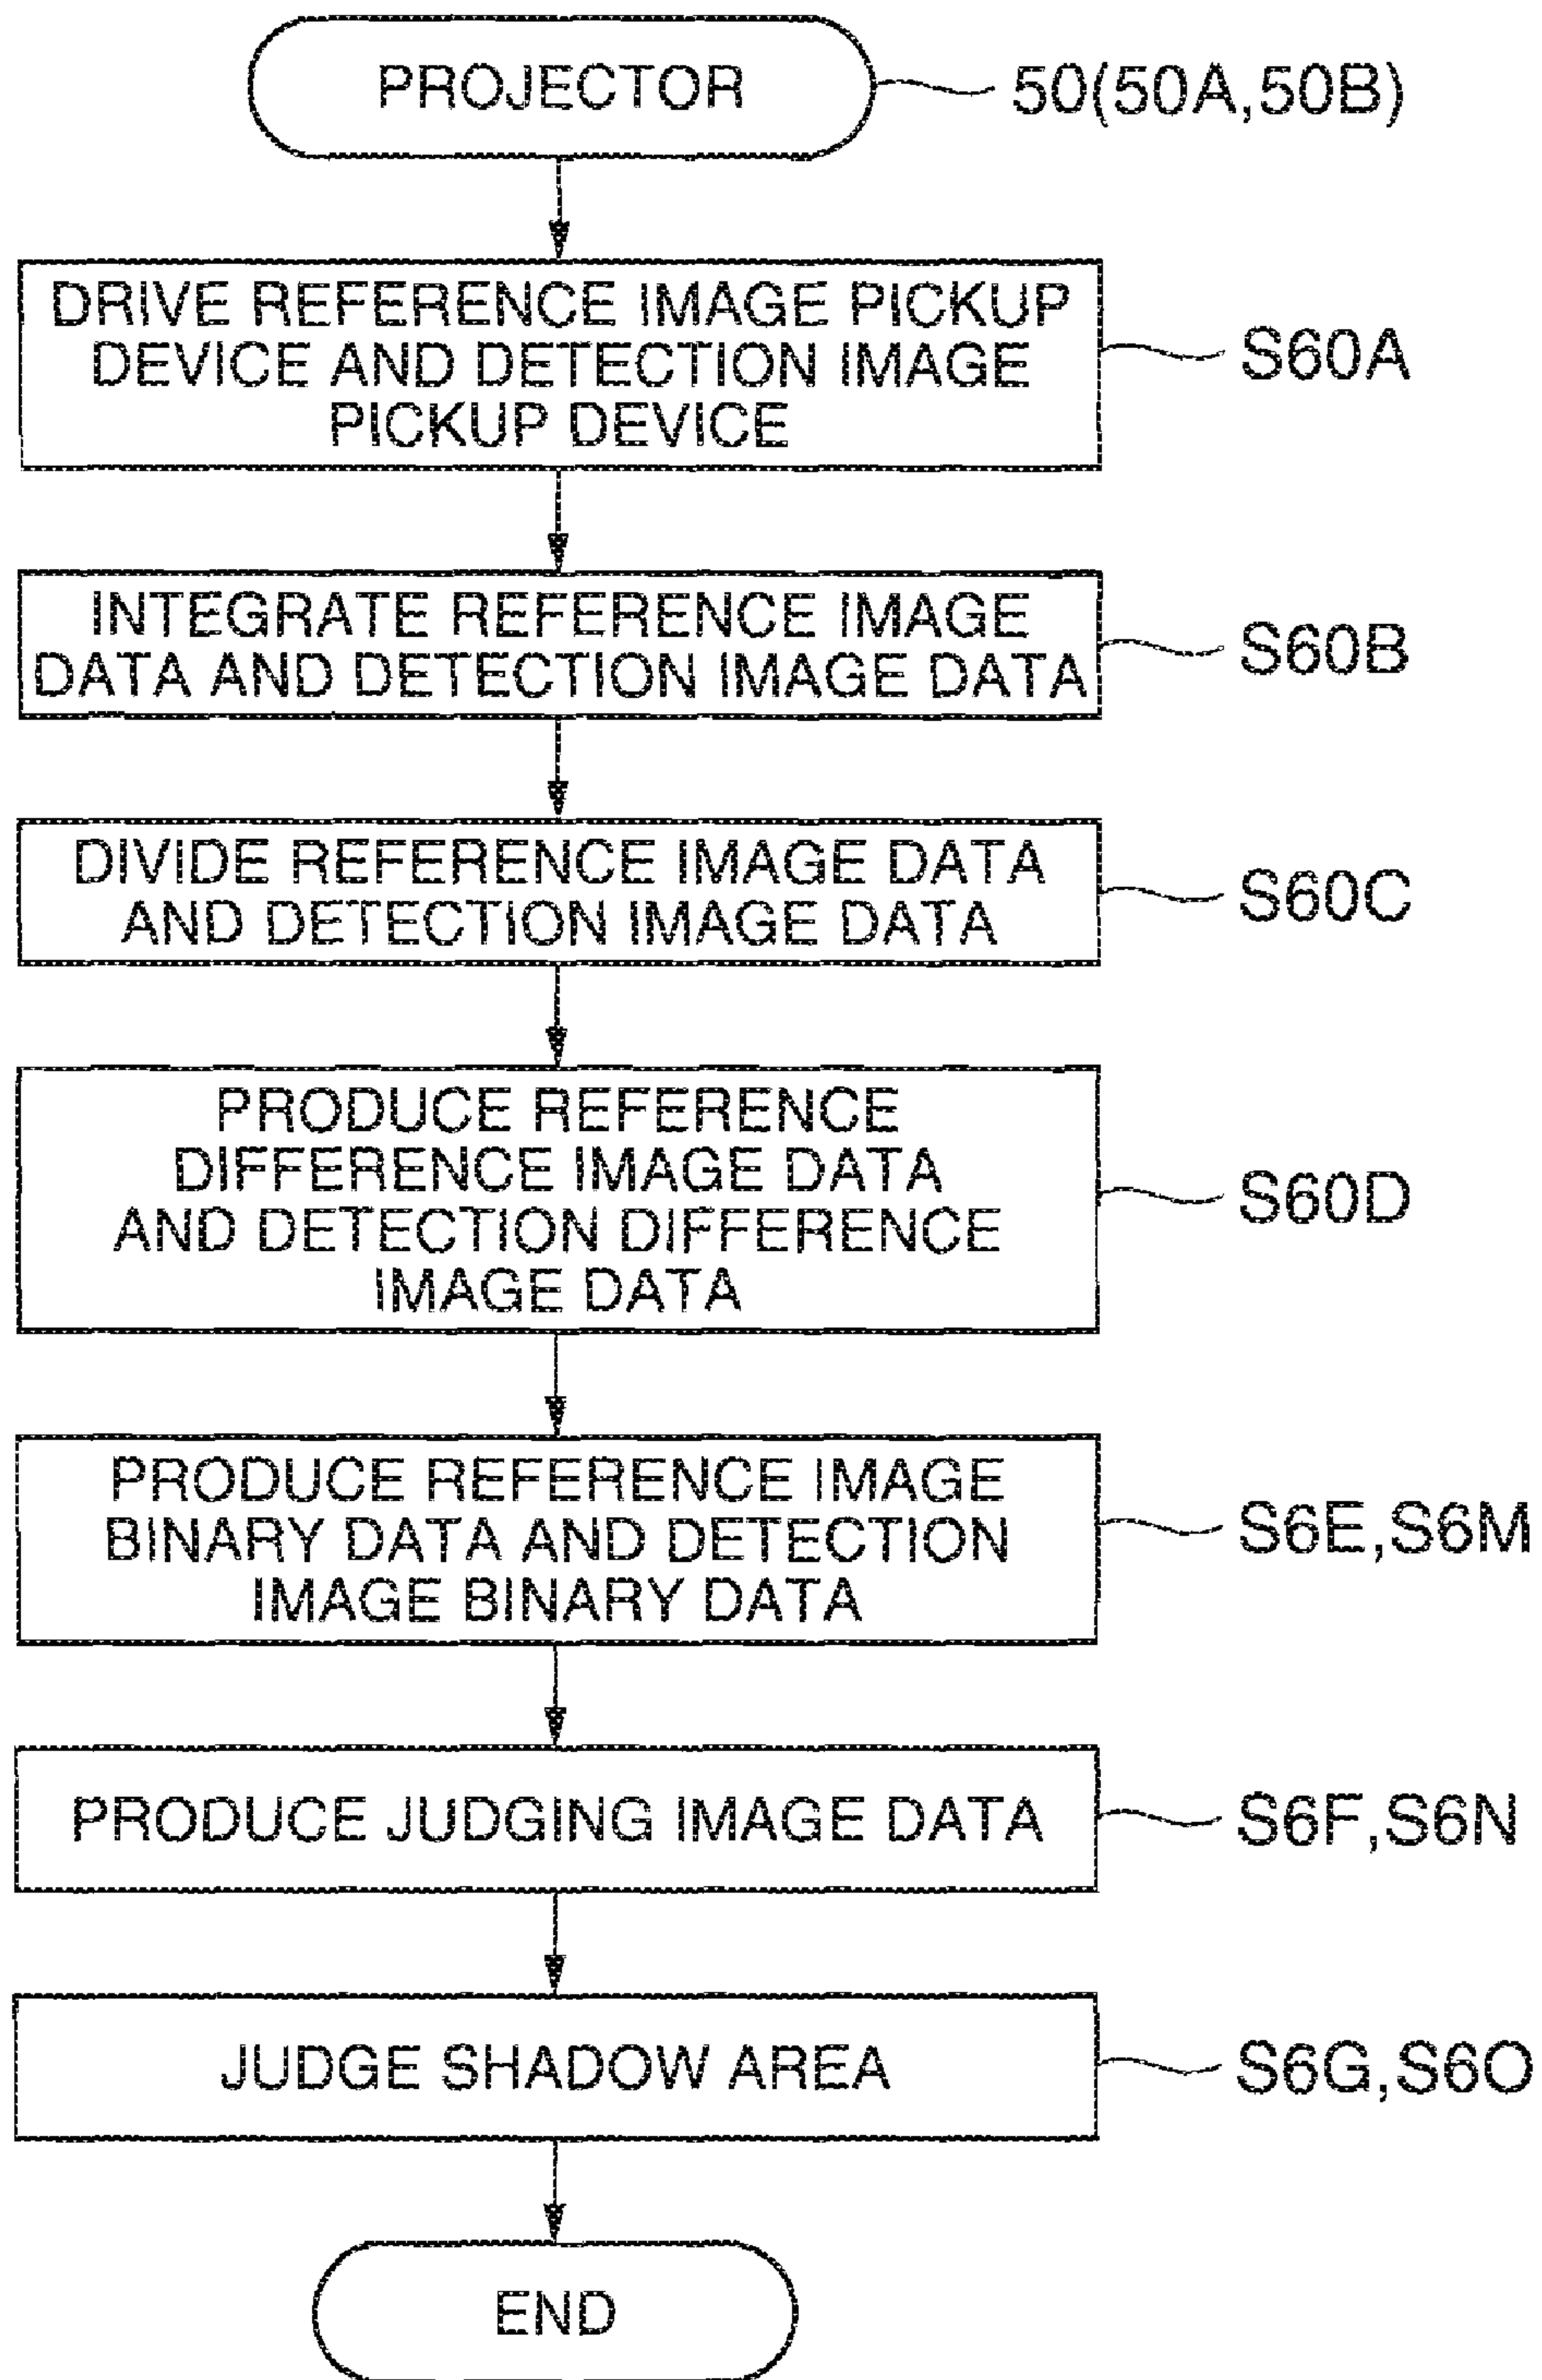 PROJECTOR
50(50A,50B)
DRIVE REFERENCE IMAGE PICKUP
DEVICE AND DETECTION IMAGE
PICKUP DEVICE
S60A
INTEGRATE REFERENCE IMAGE
DATA AND DETECTION IMAGE DATA
S60B
DIVIDE REFERENCE IMAGE DATA
AND DETECTION IMAGE DATA
S60C
PRODUCE REFERENCE
DIFFERENCE IMAGE DATA
AND DETECTION DIFFERENCE
IMAGE DATA
S60D
PRODUCE REFERENCE IMAGE
BINARY DATA AND DETECTION
IMAGE BINARY DATA
S6E,S6M
PRODUCE JUDGING IMAGE DATA
S6F,S6N
JUDGE SHADOW AREA
S6G,S6O
END